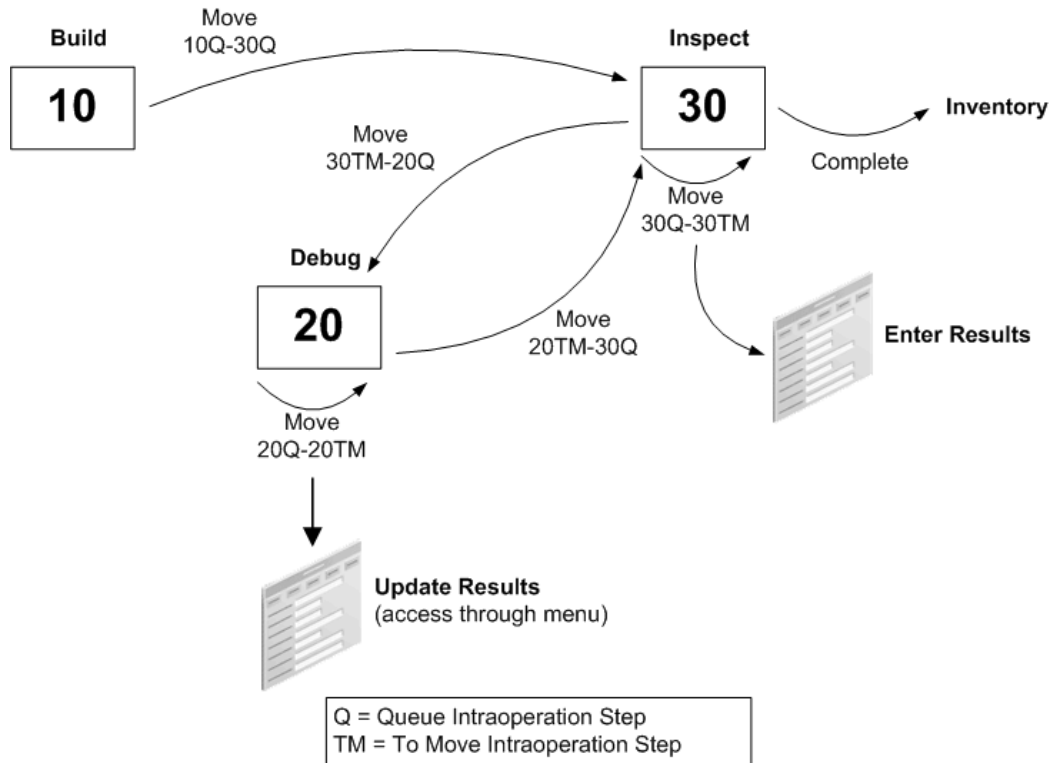 Build
10
Move
10Q-30Q
Inspect
30
Inventory
Complete
Move
30TM-20Q
Move
30Q-30TM
Debug
20
Move
20TM-30Q
Enter Results
Move
20Q-20TM
Update Results
(access through menu)
Q = Queue Intraoperation Step
TM = To Move Intraoperation Step